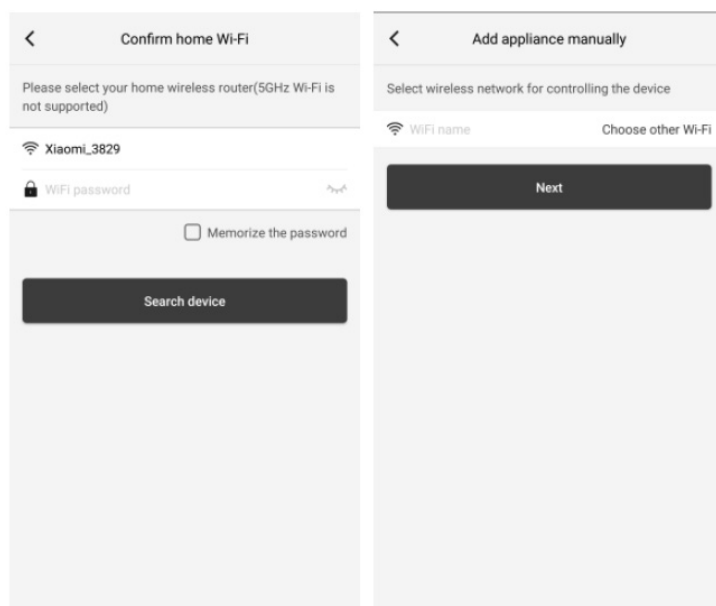 Confirm home Wi-Fi
Please select your home wireless router(5GHz Wi-Fi is
not supported)
Xiaomi_3829
WiFi password
Memorize the password
Search device
Add appliance manually
Select wireless network for controlling the device
WiFi name Choose other Wi-Fi
Next